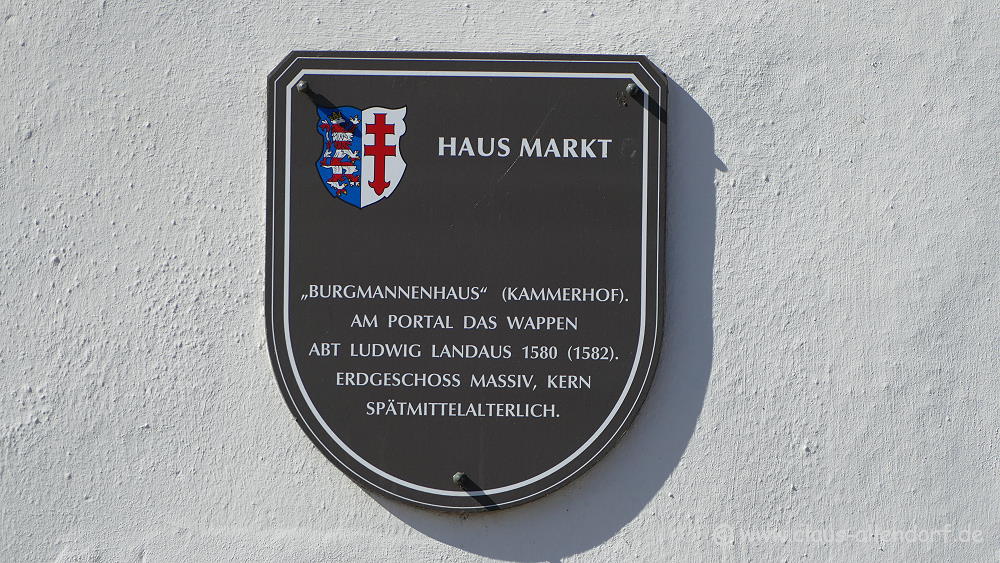 HAUS MARKT
„BURGMANNENHAUS“ (KAMMERHOF).
AM PORTAL DAS WAPPEN
ABT LUDWIG LANDAUS 1580 (1582).
ERDGESCHOSS MASSIV, KERN
SPÄTMITTELALTERLICH.
© www.claus-allendorf.de